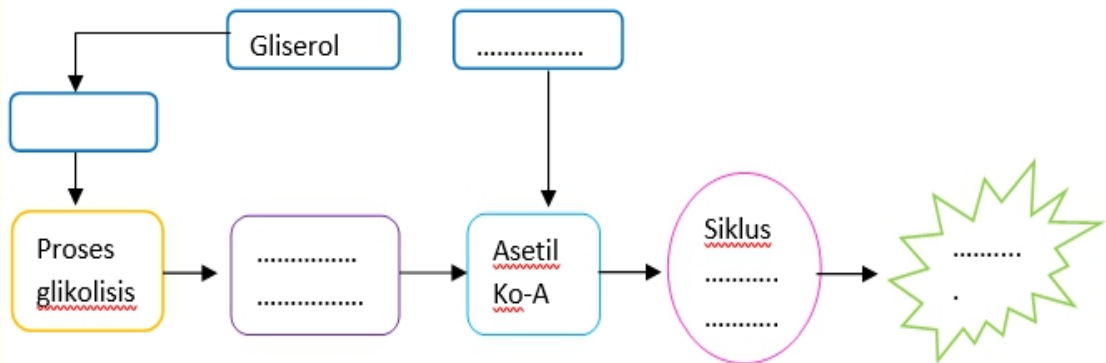 Gliserol
................
Proses
glikolisis
...............
................
Asetil
Ko-A
Siklus
...........
...........
..........
.